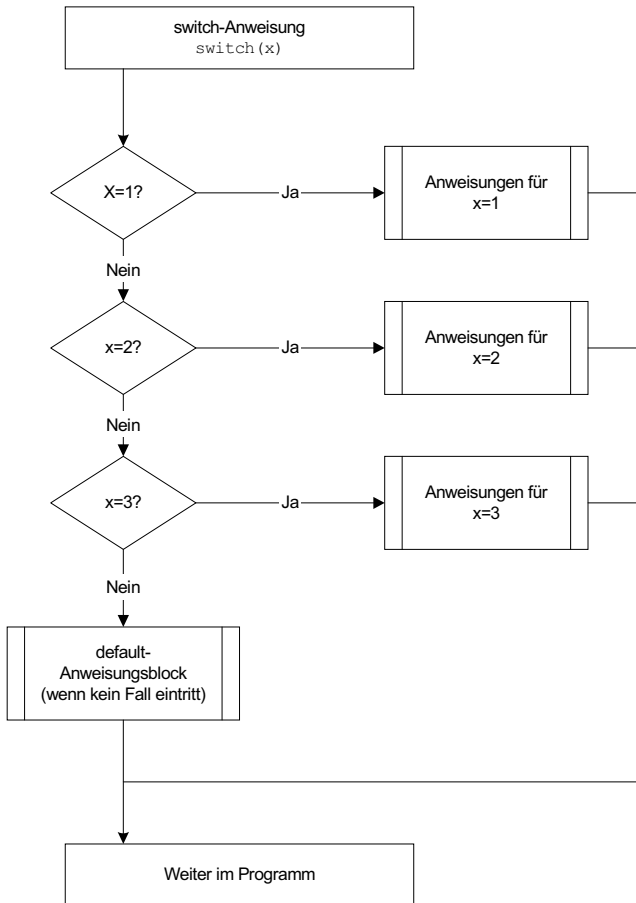 switch-Anweisung
switch(x)
X=1?
Ja
Anweisungen für
x=1
Nein
x=2?
Ja
Anweisungen für
x=2
Nein
x=3?
Ja
Anweisungen für
x=3
Nein
default-
Anweisungsblock
(wenn kein Fall eintritt)
Weiter im Programm